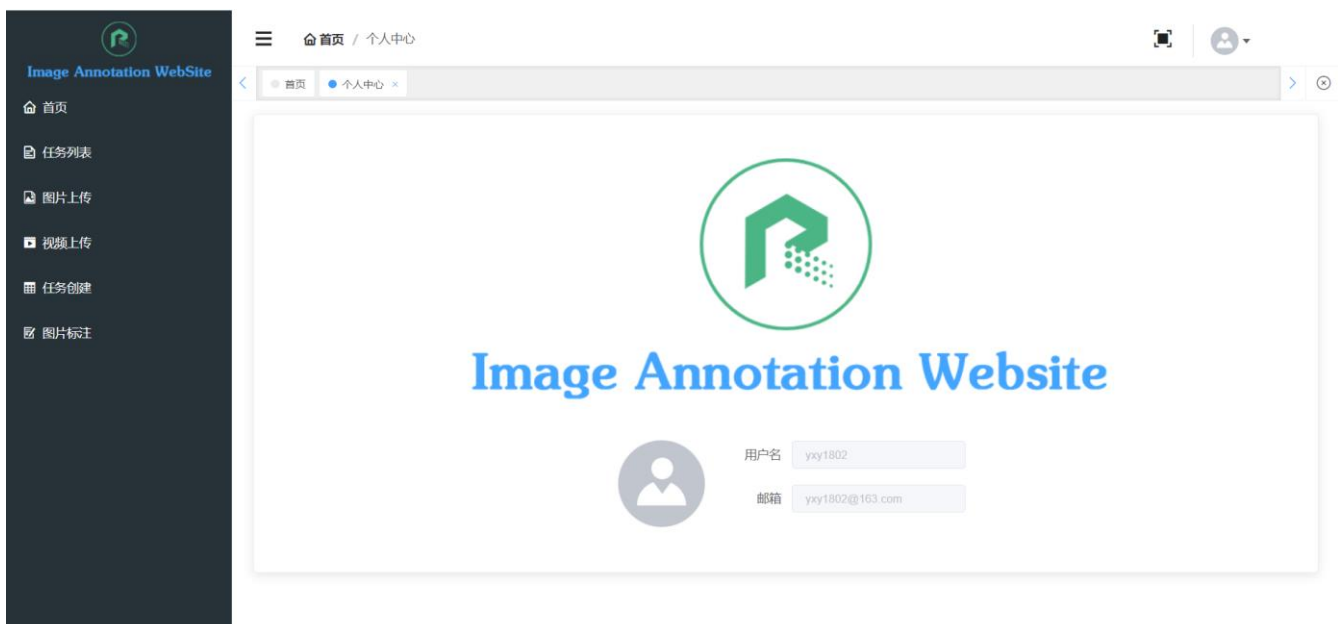 Image Annotation WebSite
首页
任务列表
图片上传
视频上传
任务创建
图片标注
首页 / 个人中心
首页 个人中心 ×
Image Annotation Website
用户名 yxy1802
邮箱 yxy1802@163.com